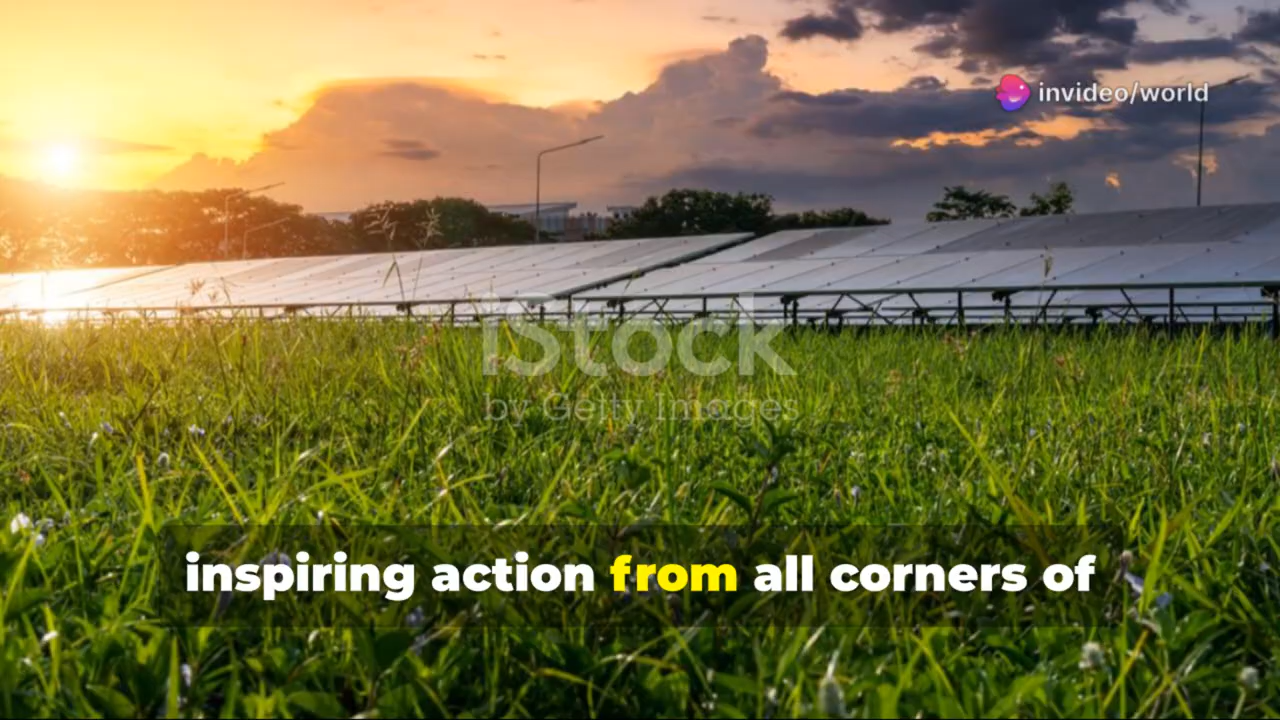 invideo/world
iStock
by Getty Images
inspiring action from all corners of